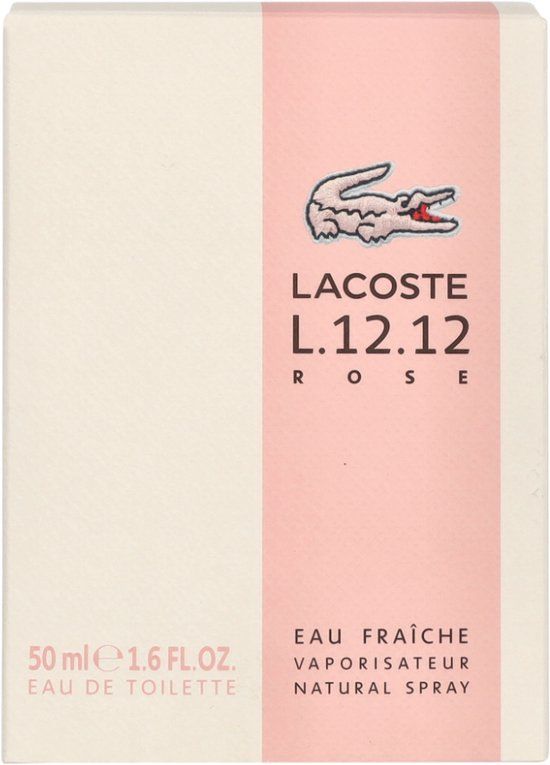 LACOSTE
L.12.12
ROSE
50 ml ℮ 1.6 FL.OZ.
EAU DE TOILETTE
EAU FRAÎCHE
VAPORISATEUR
NATURAL SPRAY